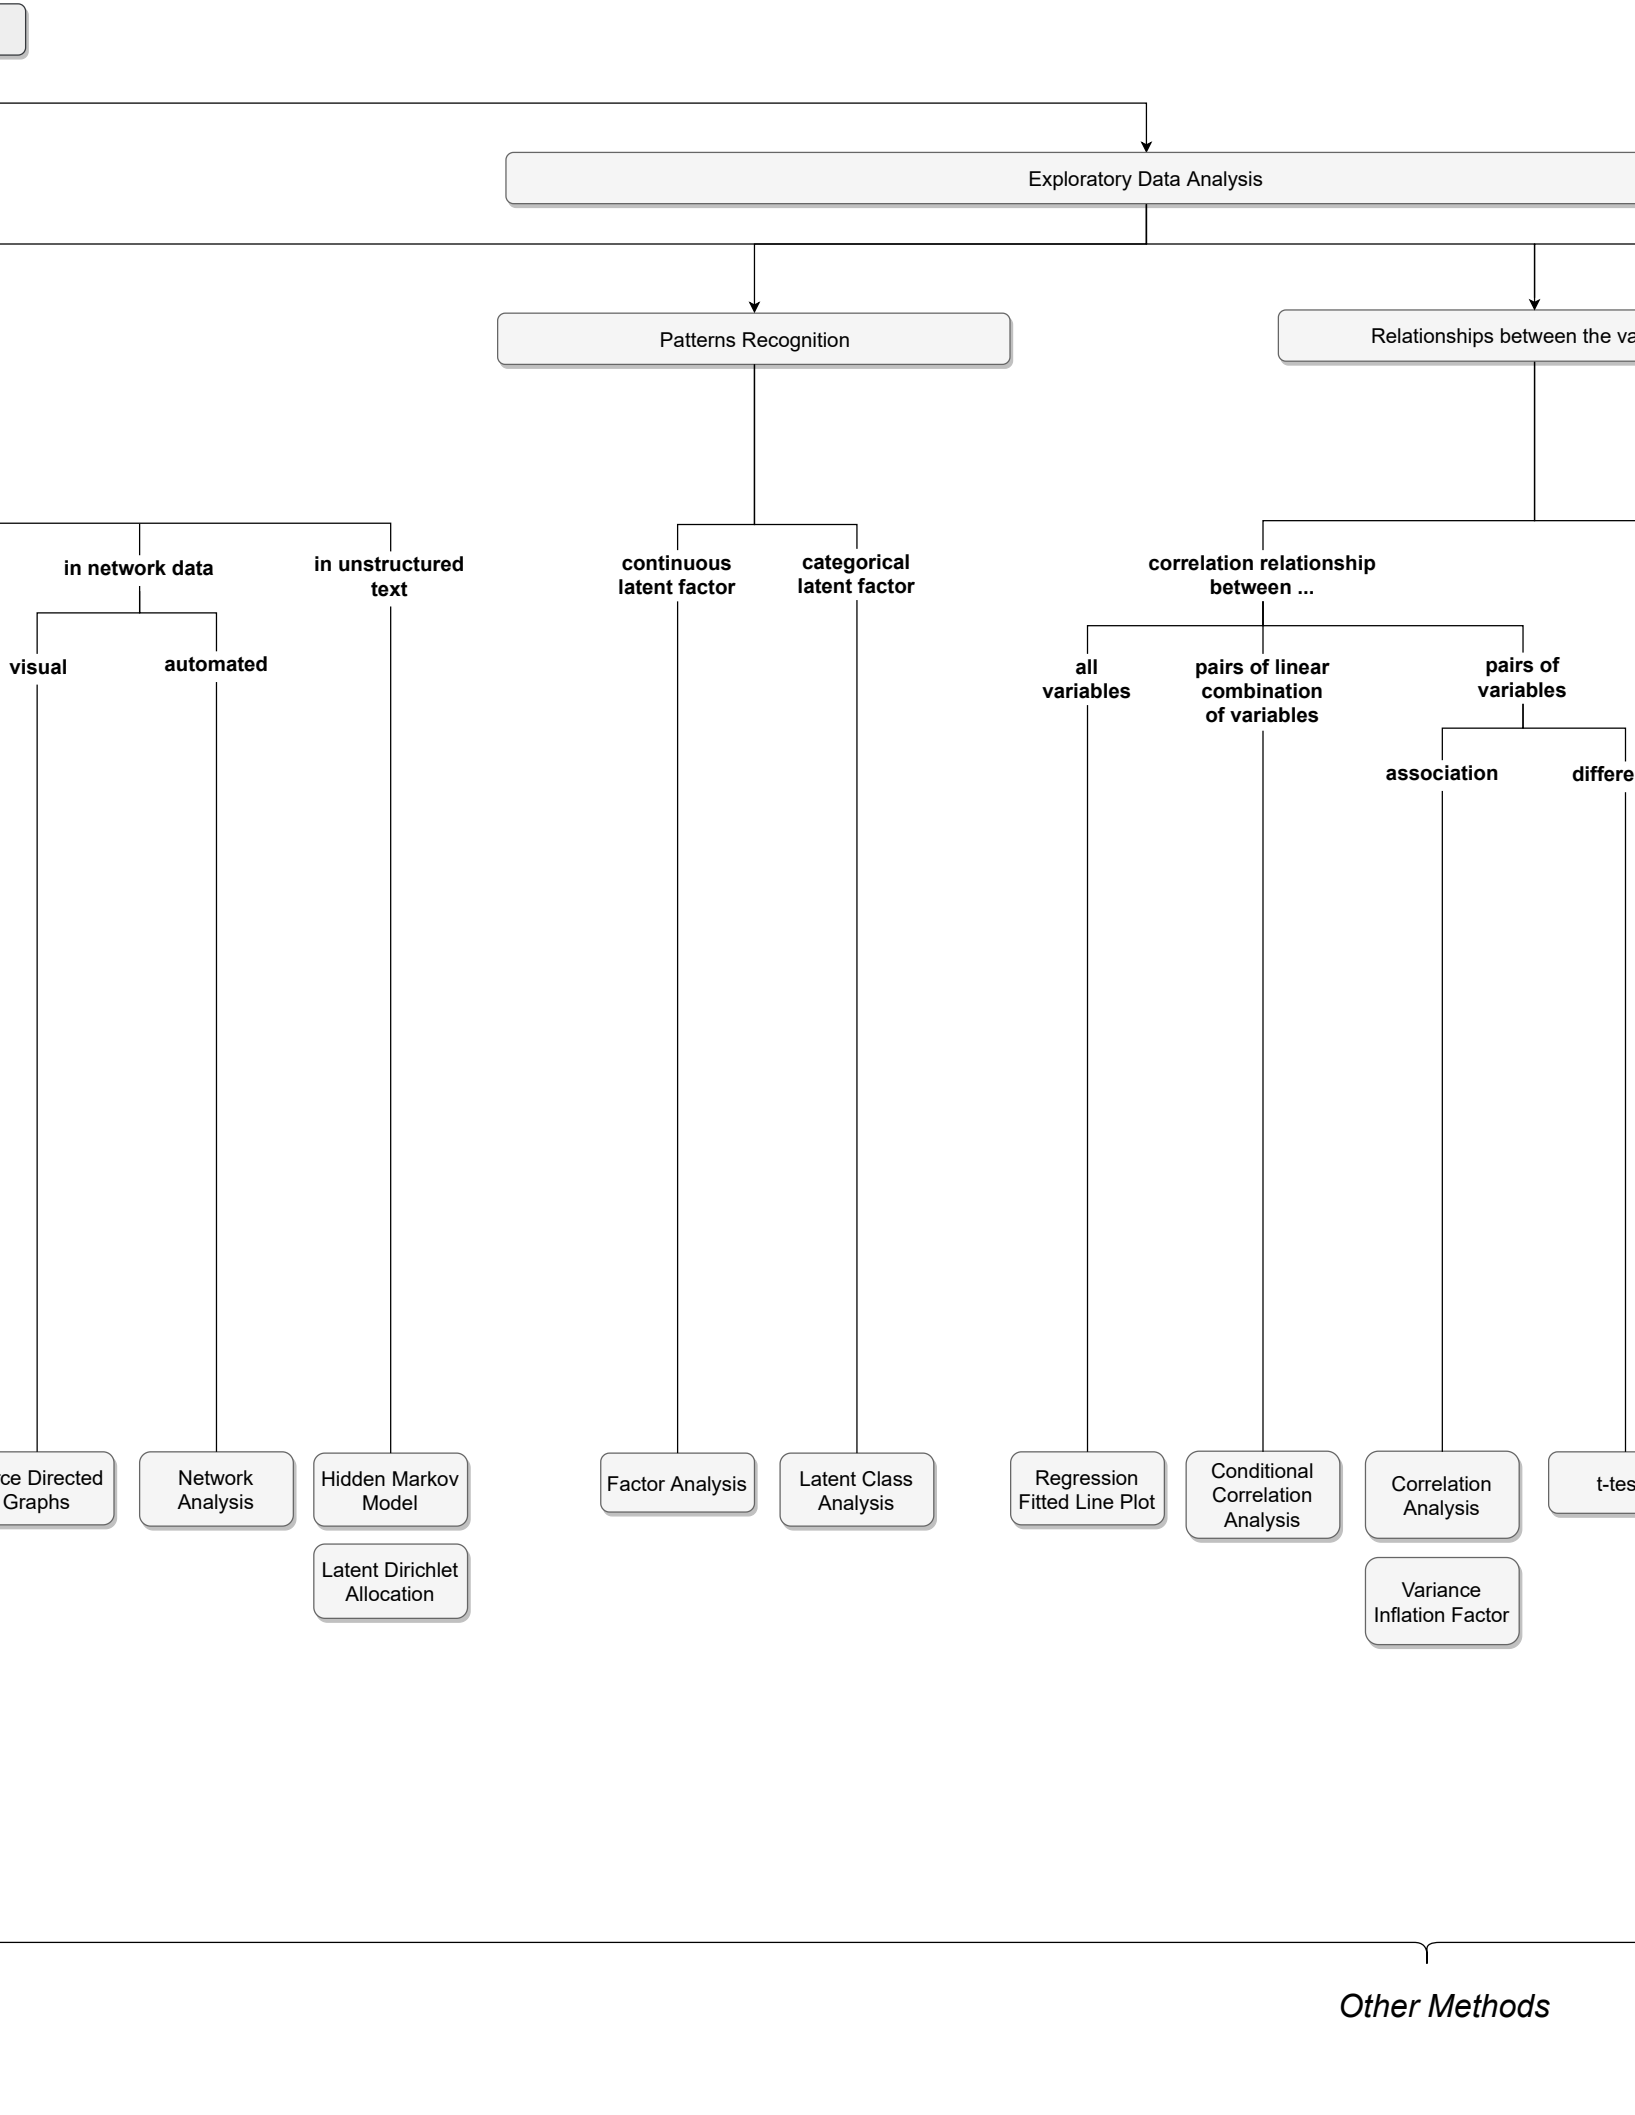 Exploratory Data Analysis
Patterns Recognition
Relationships between the va
in network data
in unstructured
text
continuous
latent factor
categorical
latent factor
correlation relationship
between ...
visual
automated
all
variables
pairs of linear
combination
of variables
pairs of
variables
association
differe
rce Directed
Graphs
Network
Analysis
Hidden Markov
Model
Latent Dirichlet
Allocation
Factor Analysis
Latent Class
Analysis
Regression
Fitted Line Plot
Conditional
Correlation
Analysis
Correlation
Analysis
Variance
Inflation Factor
t-tes
Other Methods